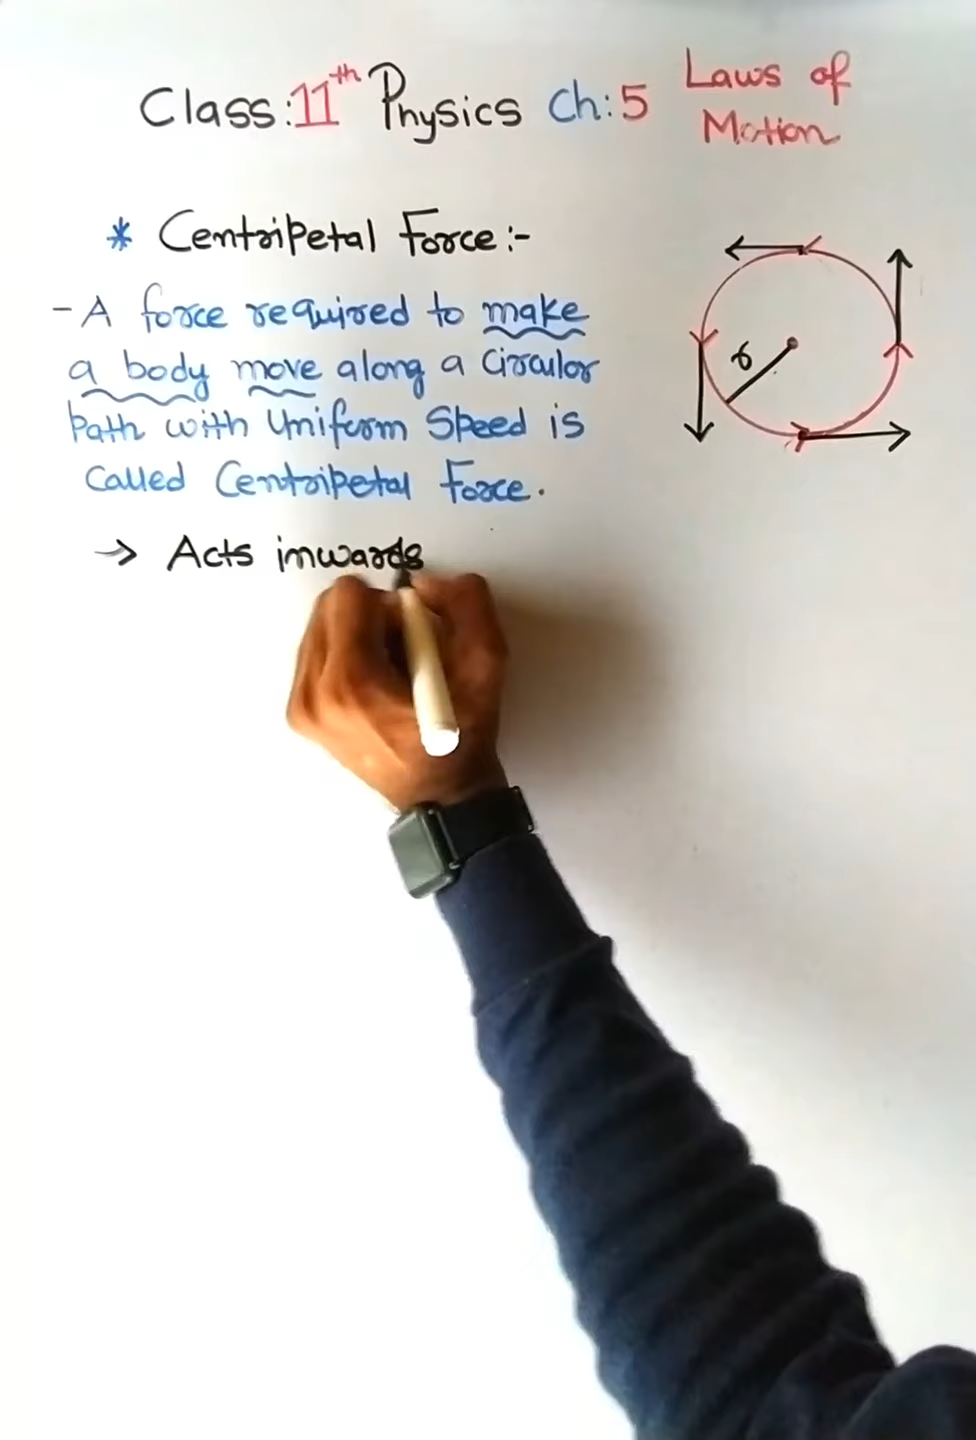 Class: 11th Physics Ch: 5 Laws of Motion
* Centripetal Force :-
- A force required to make
a body move along a Circular
Path with Uniform Speed is
Called Centripetal Force.
→ Acts inwards
r